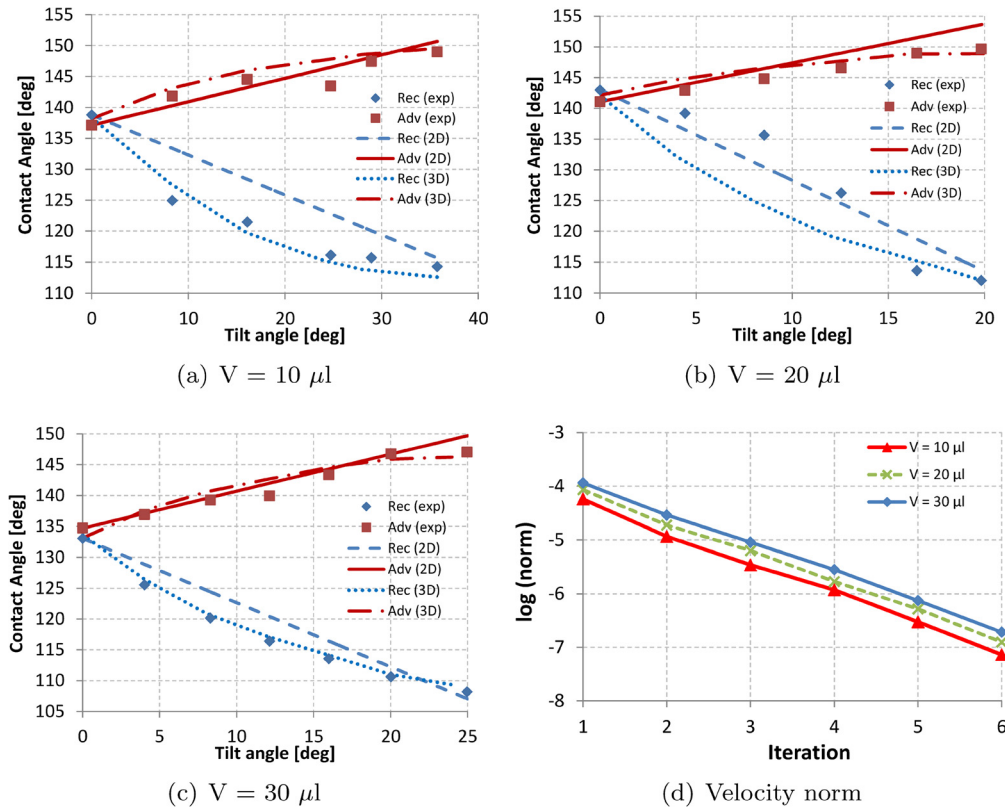 155
150
145
140
135
130
125
120
115
110
Contact Angle [deg]
0
10
20
30
40
Tilt angle [deg]
Rec (exp)
Adv (exp)
Rec (2D)
Adv (2D)
Rec (3D)
Adv (3D)
(a) V = 10 μl
155
150
145
140
135
130
125
120
115
110
Contact Angle [deg]
0
5
10
15
20
Tilt angle [deg]
Rec (exp)
Adv (exp)
Rec (2D)
Adv (2D)
Rec (3D)
Adv (3D)
(b) V = 20 μl
150
145
140
135
130
125
120
115
110
105
Contact Angle [deg]
0
5
10
15
20
25
Tilt angle [deg]
Rec (exp)
Adv (exp)
Rec (2D)
Adv (2D)
Rec (3D)
Adv (3D)
(c) V = 30 μl
-3
-4
-5
-6
-7
-8
log (norm)
1
2
3
4
5
6
Iteration
V = 10 μl
V = 20 μl
V = 30 μl
(d) Velocity norm